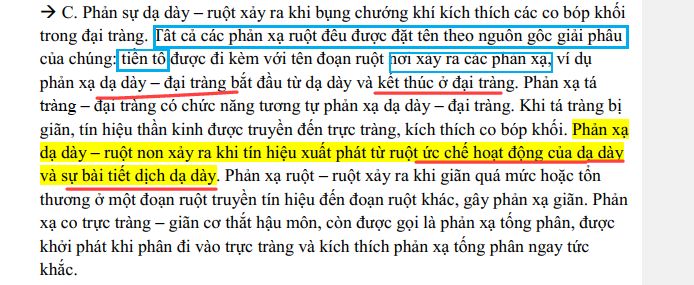 → C. Phản sự dạ dày – ruột xảy ra khi bụng chướng khí kích thích các co bóp khối
trong đại tràng. Tất cả các phản xạ ruột đều được đặt tên theo nguồn gốc giải phẫu
của chúng: tiền tố được đi kèm với tên đoạn ruột nơi xảy ra các phản xạ, ví dụ
phản xạ dạ dày – đại tràng bắt đầu từ dạ dày và kết thúc ở đại tràng. Phản xạ tá
tràng – đại tràng có chức năng tương tự phản xạ dạ dày – đại tràng. Khi tá tràng bị
giãn, tín hiệu thần kinh được truyền đến trực tràng, kích thích co bóp khối. Phản xạ
dạ dày – ruột non xảy ra khi tín hiệu xuất phát từ ruột ức chế hoạt động của dạ dày
và sự bài tiết dịch dạ dày. Phản xạ ruột – ruột xảy ra khi giãn quá mức hoặc tổn
thương ở một đoạn ruột truyền tín hiệu đến đoạn ruột khác, gây phản xạ giãn. Phản
xạ co trực tràng – giãn cơ thắt hậu môn, còn được gọi là phản xạ tống phân, được
khởi phát khi phân đi vào trực tràng và kích thích phản xạ tống phân ngay tức
khắc.